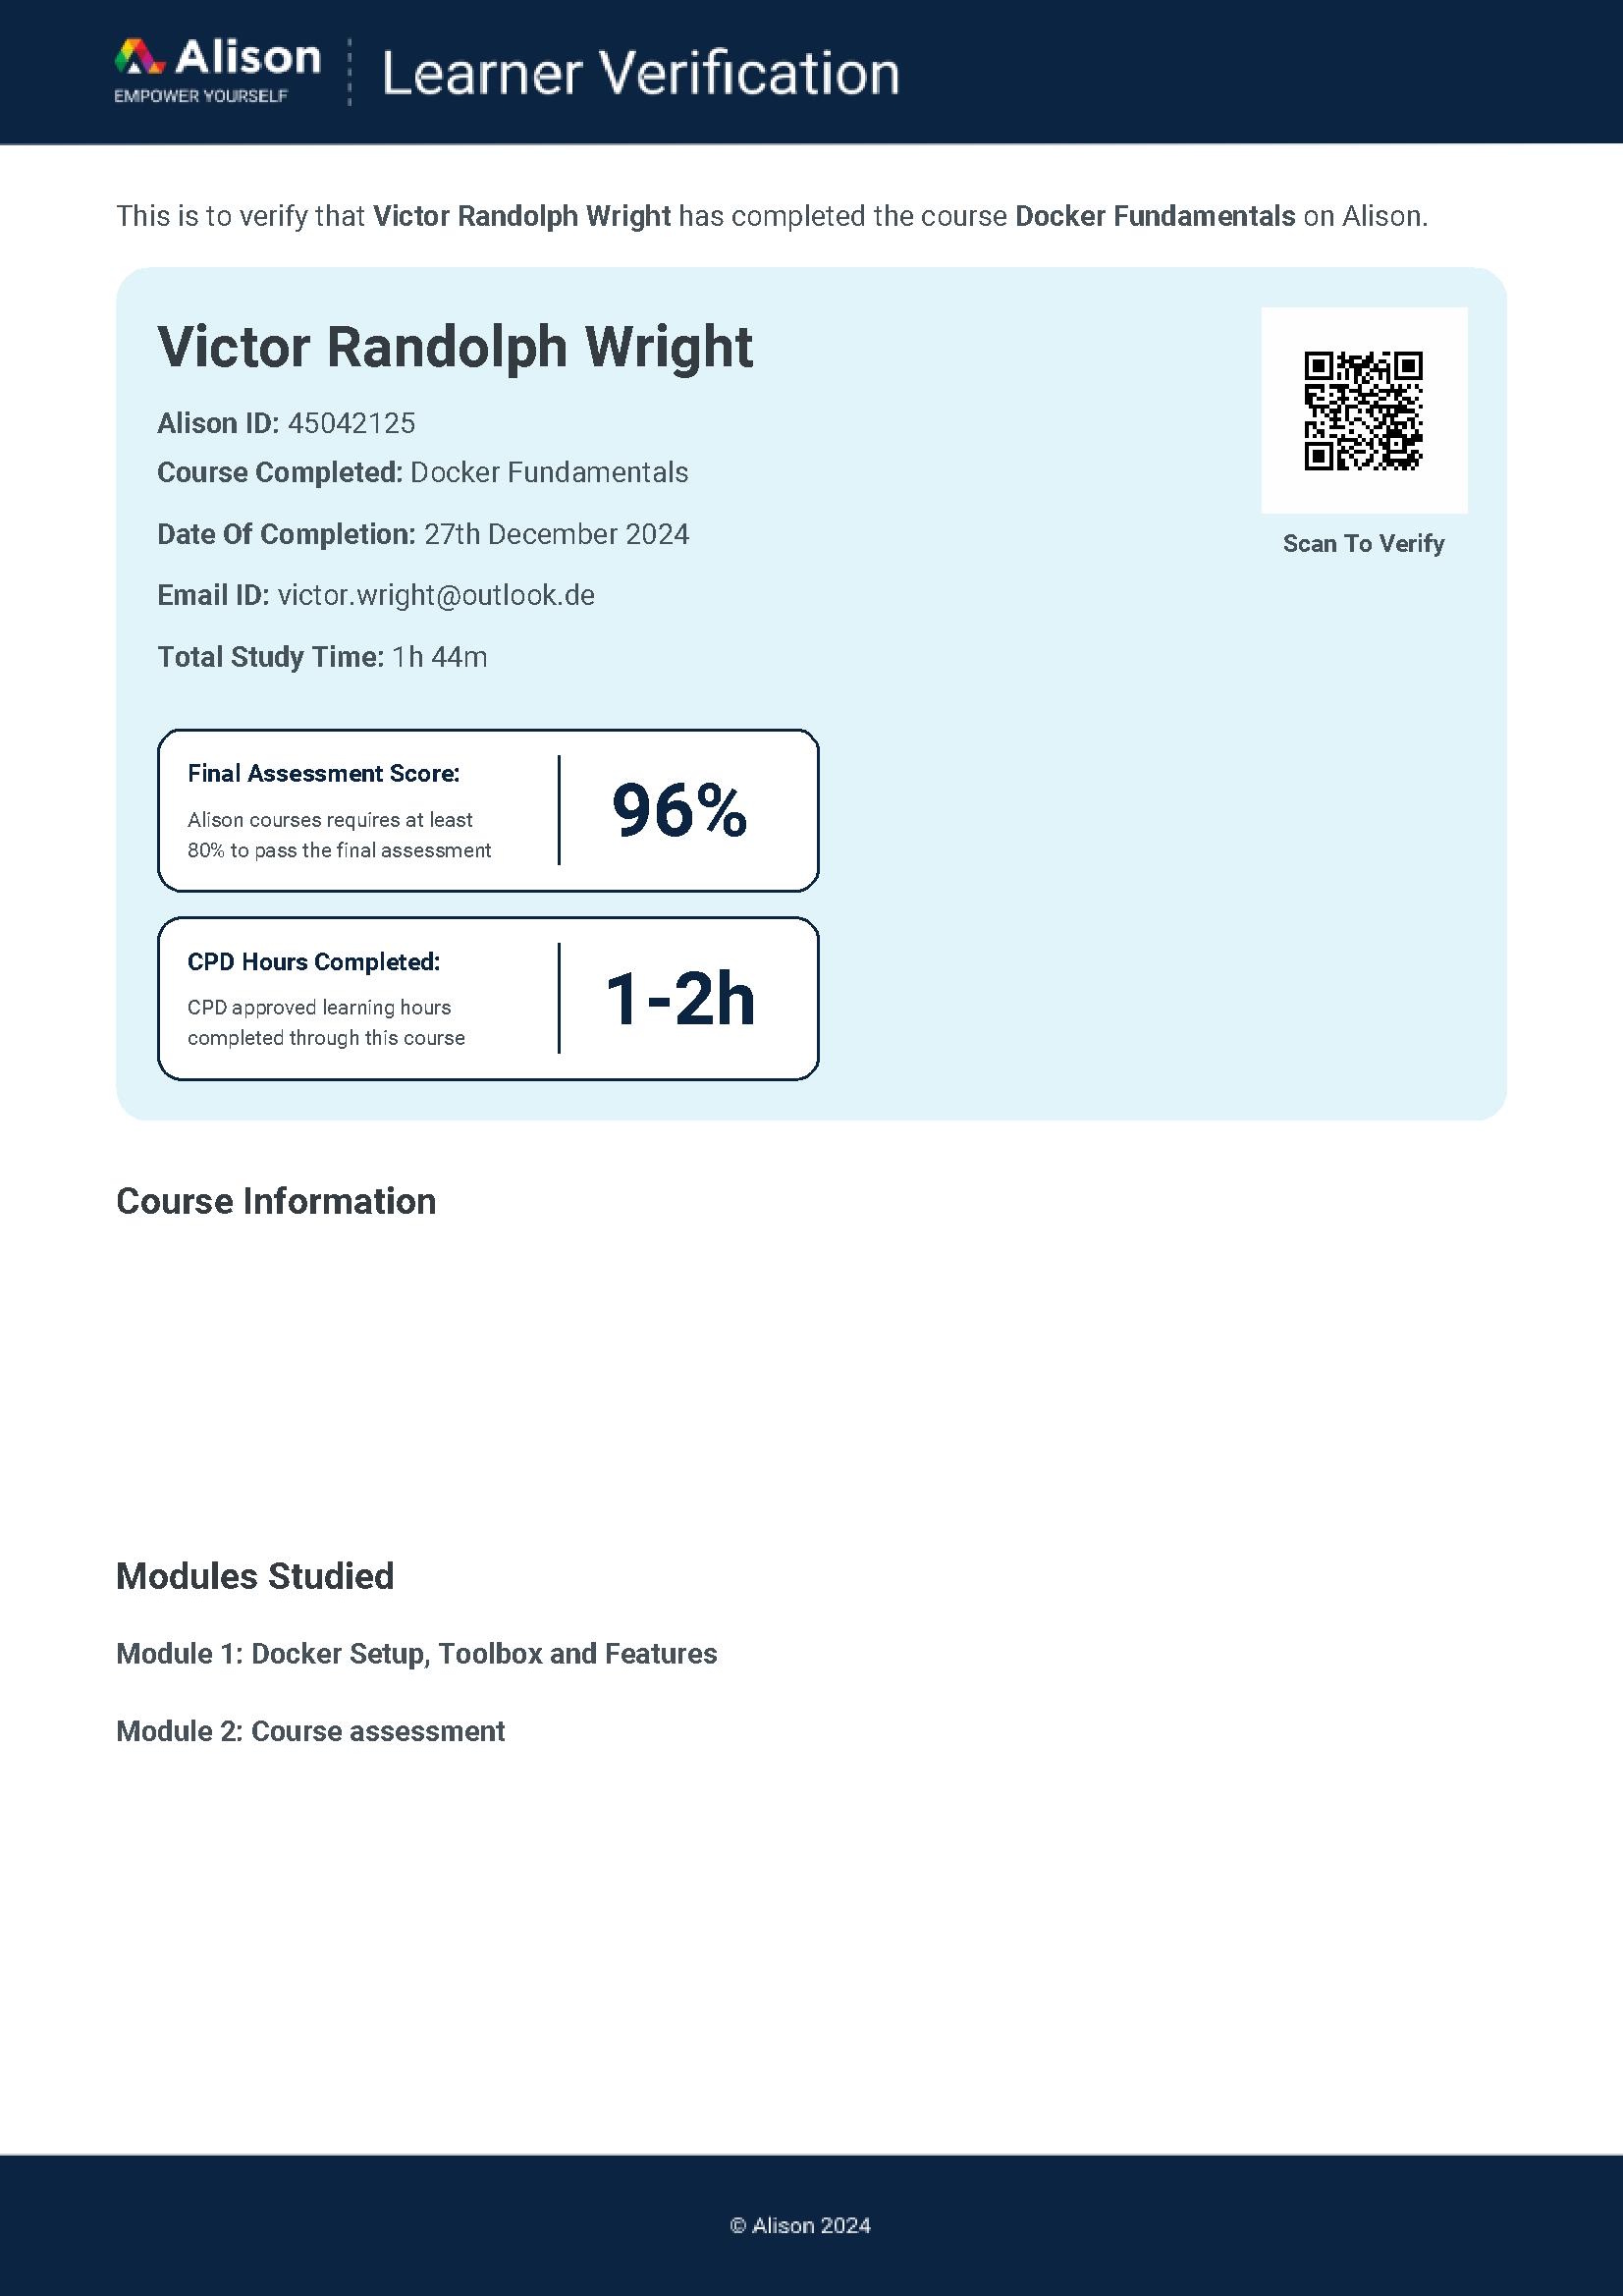 Alison
EMPOWER YOURSELF
Learner Verification
This is to verify that Victor Randolph Wright has completed the course Docker Fundamentals on Alison.
Victor Randolph Wright
Alison ID: 45042125
Course Completed: Docker Fundamentals
Date Of Completion: 27th December 2024
Email ID: victor.wright@outlook.de
Total Study Time: 1h 44m
Scan To Verify
Final Assessment Score:
Alison courses requires at least
80% to pass the final assessment
96%
CPD Hours Completed:
CPD approved learning hours
completed through this course
1-2h
Course Information
Modules Studied
Module 1: Docker Setup, Toolbox and Features
Module 2: Course assessment
© Alison 2024